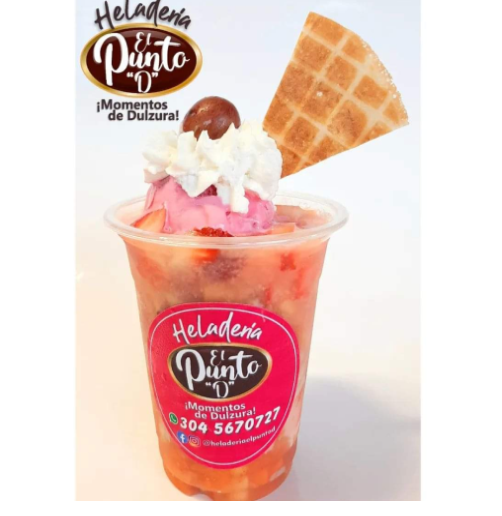 Heladería
El
Punto
"D"
¡Momentos
de Dulzura!
Heladería
El
Punto
"D"
¡Momentos
de Dulzura!
304 5670727
@heladeriaelpuntod